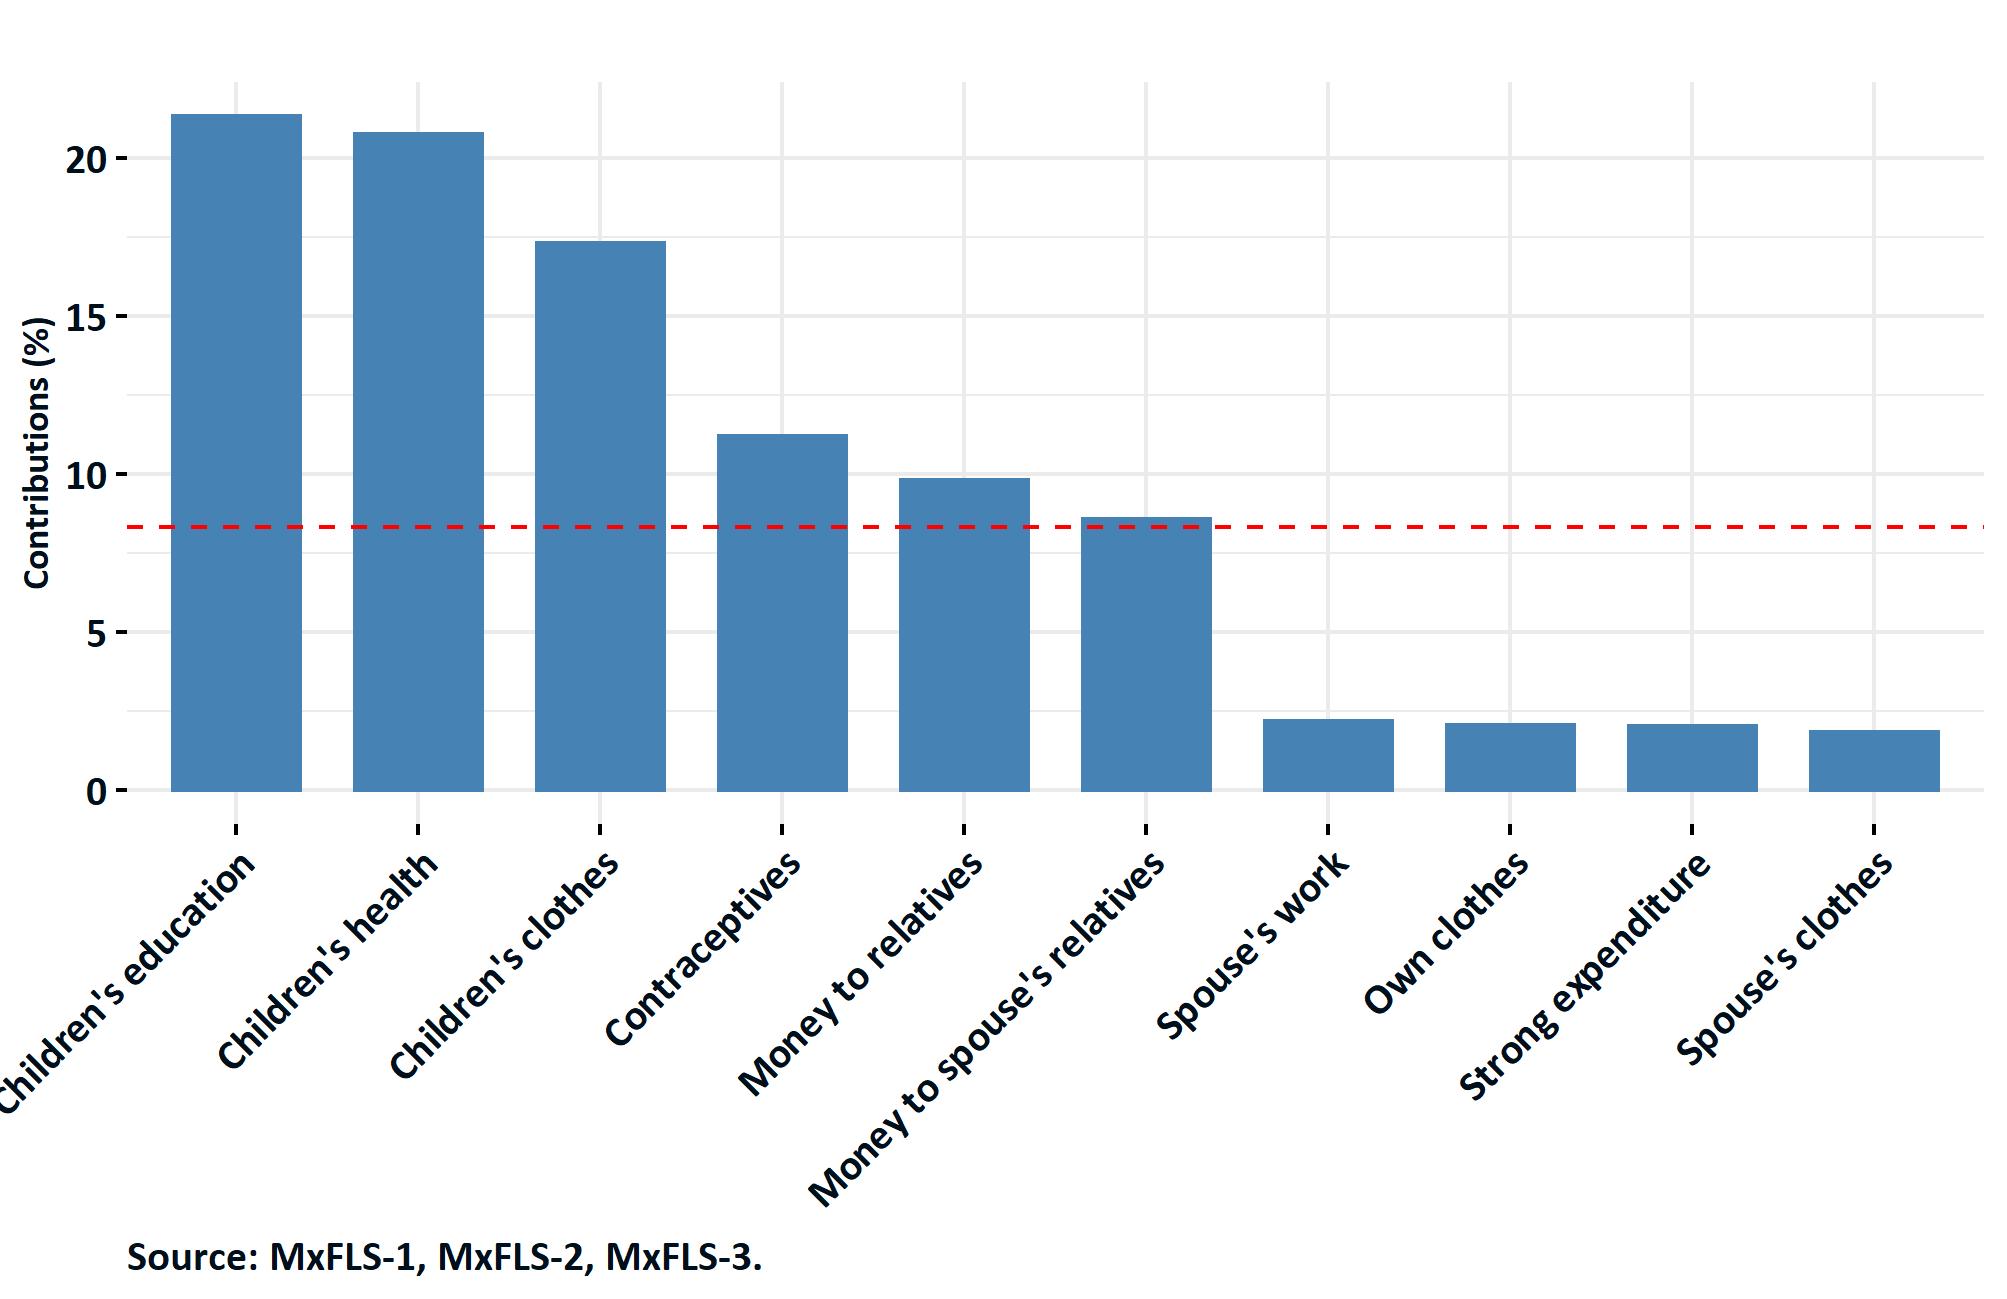 Contributions (%)
20
15
10
5
0
Children's education
Children's health
Children's clothes
Contraceptives
Money to relatives
Money to spouse's relatives
Spouse's work
Own clothes
Strong expenditure
Spouse's clothes
Source: MxFLS-1, MxFLS-2, MxFLS-3.